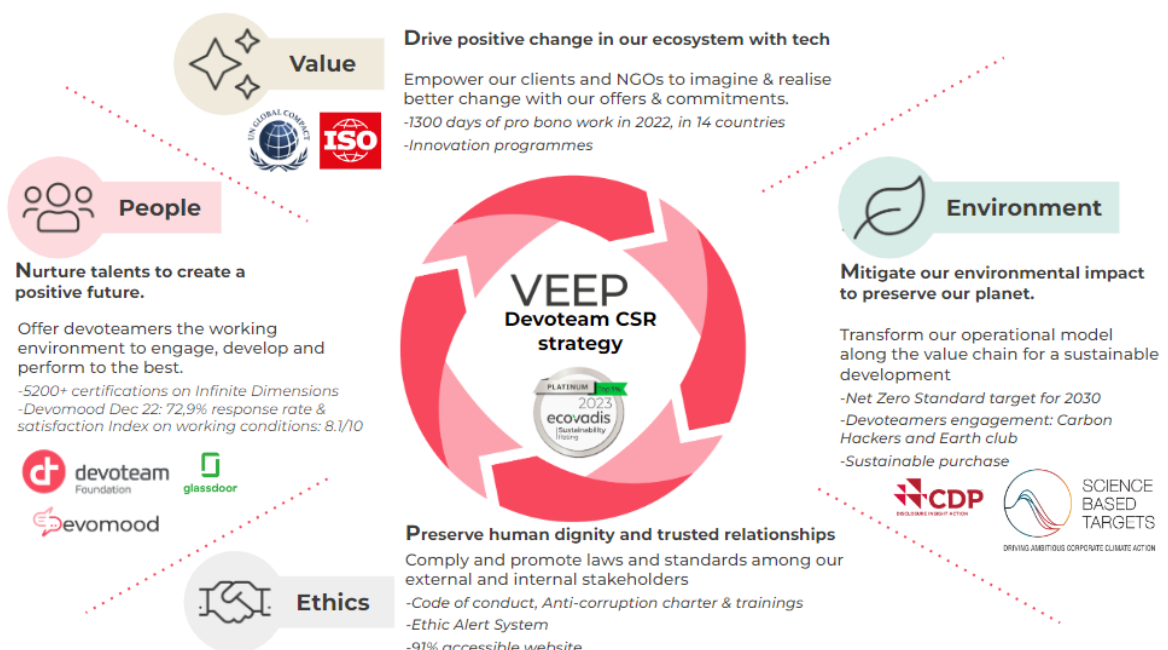 Value
Drive positive change in our ecosystem with tech
Empower our clients and NGOs to imagine & realise
better change with our offers & commitments.
-1300 days of pro bono work in 2022, in 14 countries
-Innovation programmes
UN GLOBAL COMPACT
ISO
People
Nurture talents to create a
positive future.
Offer devoteamers the working
environment to engage, develop and
perform to the best.
-5200+ certifications on Infinite Dimensions
-Devomood Dec 22: 72,9% response rate &
satisfaction Index on working conditions: 8.1/10
devoteam
Foundation
glassdoor
Devomood
VEEP
Devoteam CSR
strategy
PLATINUM
Top 1%
2023
ecovadis
Sustainability
Rating
Environment
Mitigate our environmental impact
to preserve our planet.
Transform our operational model
along the value chain for a sustainable
development
-Net Zero Standard target for 2030
-Devoteamers engagement: Carbon
Hackers and Earth club
-Sustainable purchase
CDP
DISCLOSURE INSIGHT ACTION
SCIENCE
BASED
TARGETS
DRIVING AMBITIOUS CORPORATE CLIMATE ACTION
Ethics
Preserve human dignity and trusted relationships
Comply and promote laws and standards among our
external and internal stakeholders
-Code of conduct, Anti-corruption charter & trainings
-Ethic Alert System
-91% accessible website